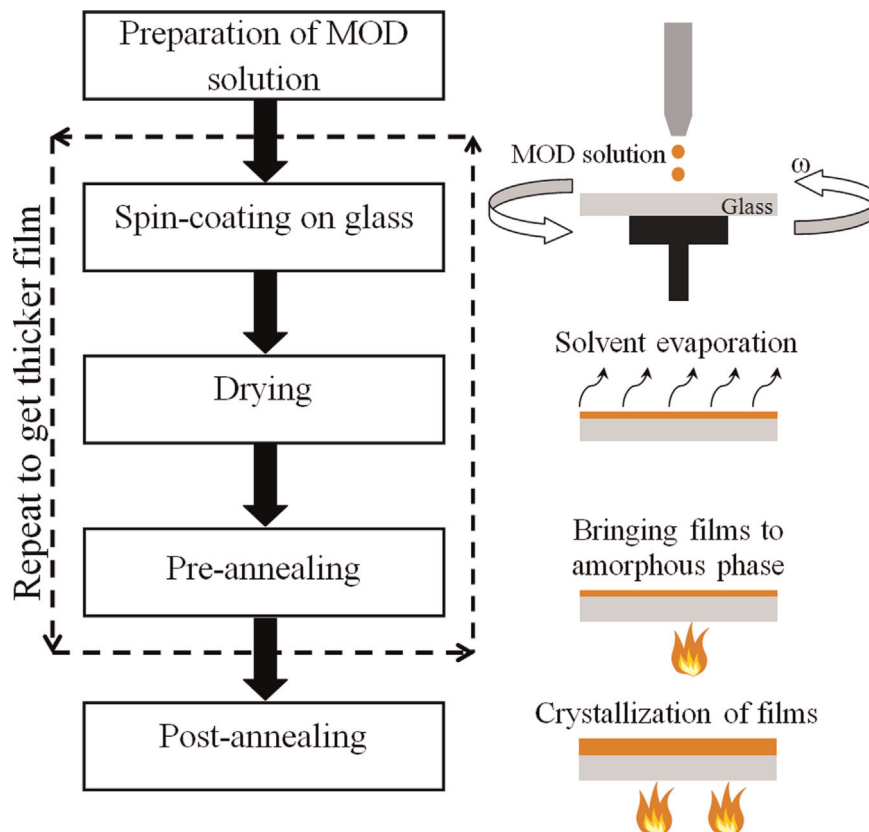 Preparation of MOD
solution
Repeat to get thicker film
Spin-coating on glass
Drying
Pre-annealing
Post-annealing
MOD solution
ω
Glass
Solvent evaporation
Bringing films to
amorphous phase
Crystallization of films